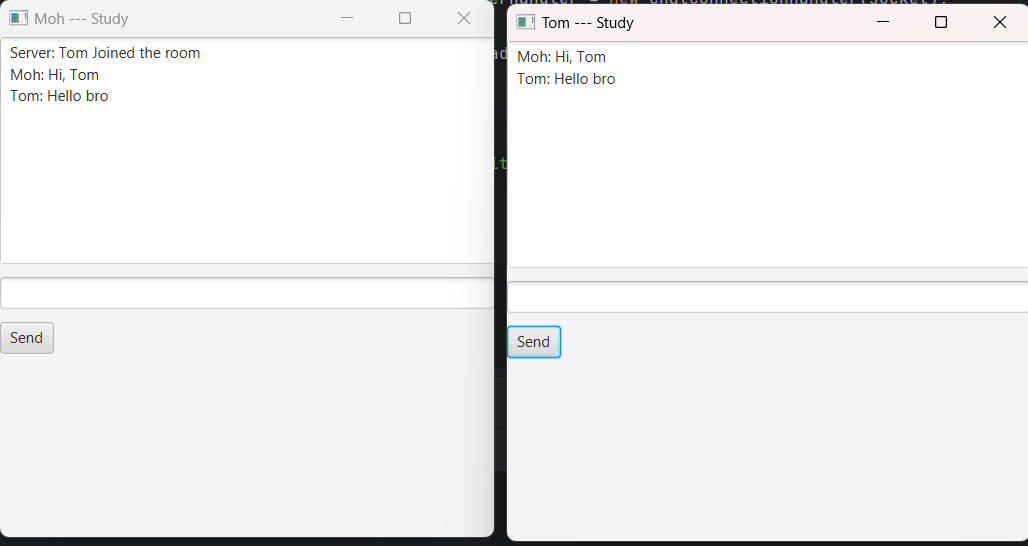 Moh --- Study
Server: Tom Joined the room
Moh: Hi, Tom
Tom: Hello bro
Send
= new
Tom --- Study
Moh: Hi, Tom
Tom: Hello bro
Send